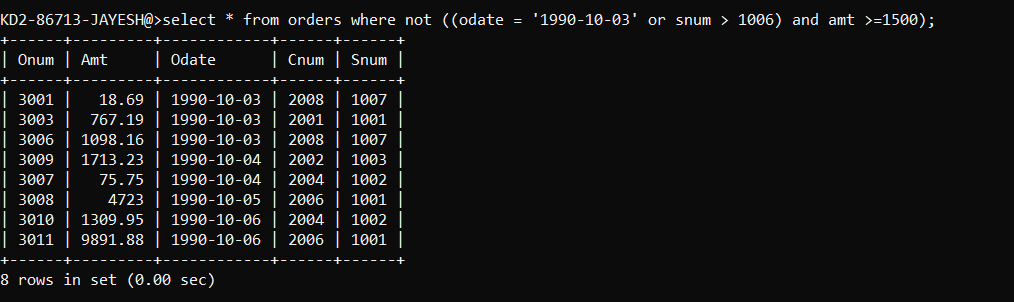 KD2-86713-JAYESH@>select * from orders where not ((odate = '1990-10-03' or snum > 1006) and amt >=1500);
+------+---------+------------+------+------+
| Onum | Amt     | Odate      | Cnum | Snum |
+------+---------+------------+------+------+
| 3001 |   18.69 | 1990-10-03 | 2008 | 1007 |
| 3003 |  767.19 | 1990-10-03 | 2001 | 1001 |
| 3006 | 1098.16 | 1990-10-03 | 2008 | 1007 |
| 3009 | 1713.23 | 1990-10-04 | 2002 | 1003 |
| 3007 |   75.75 | 1990-10-04 | 2004 | 1002 |
| 3008 |    4723 | 1990-10-05 | 2006 | 1001 |
| 3010 | 1309.95 | 1990-10-06 | 2004 | 1002 |
| 3011 | 9891.88 | 1990-10-06 | 2006 | 1001 |
+------+---------+------------+------+------+
8 rows in set (0.00 sec)